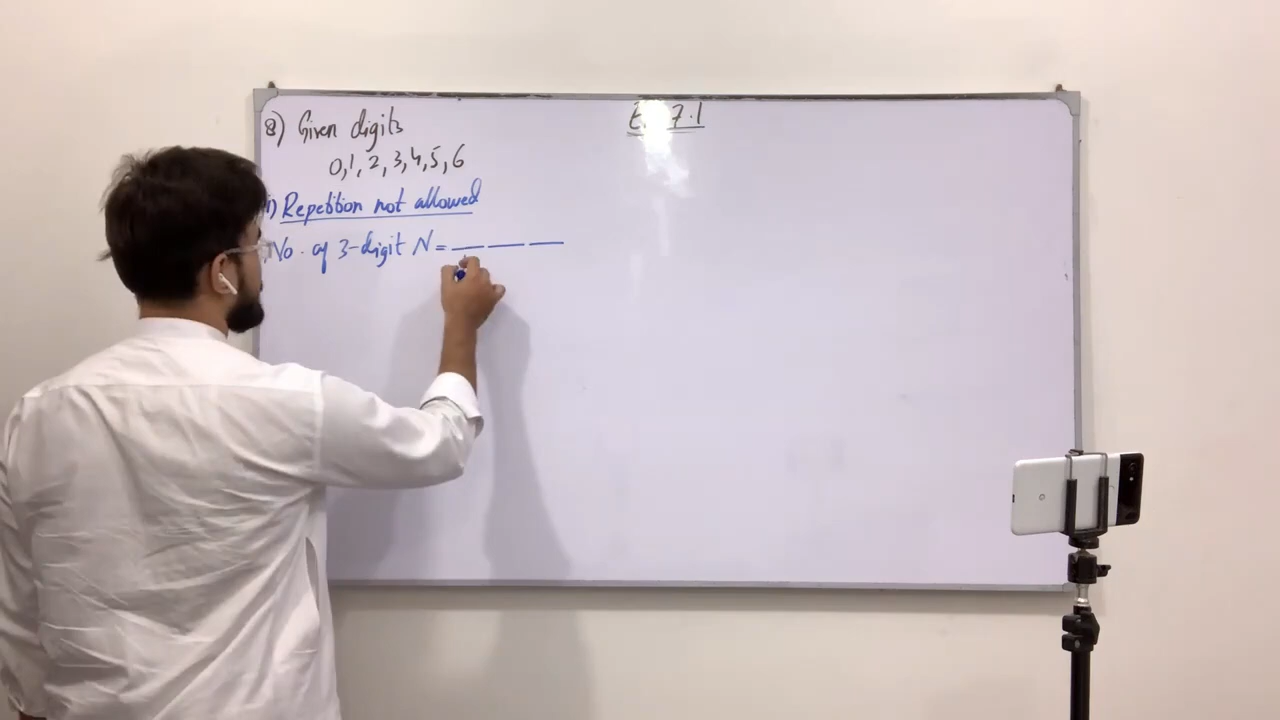 8) Given digits
0,1,2,3,4,5,6
i) Repetition not allowed
No. of 3-digit N = _ _ _
7.1